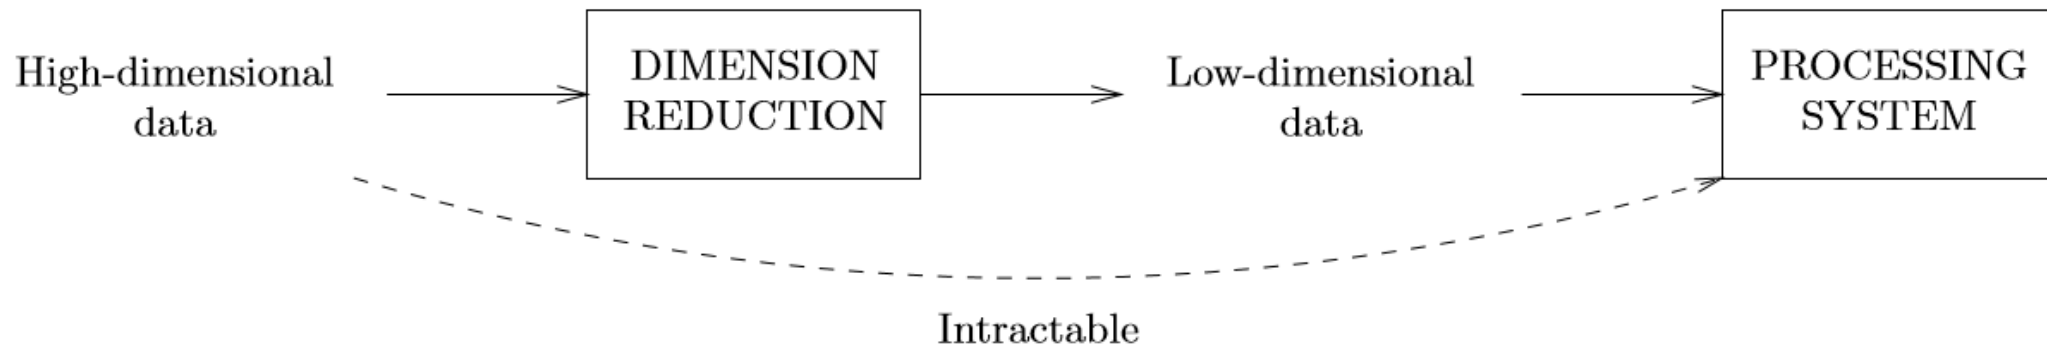 High-dimensional
data
DIMENSION
REDUCTION
Low-dimensional
data
PROCESSING
SYSTEM
Intractable